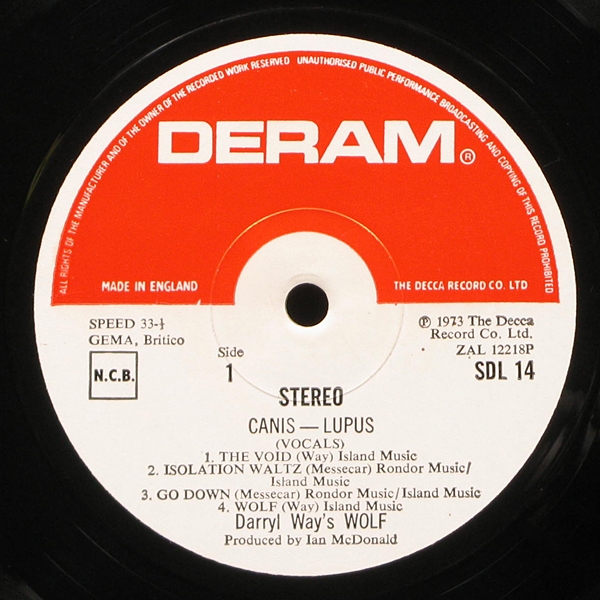 ALL RIGHTS OF THE MANUFACTURER AND OF THE OWNER OF THE RECORDED WORK RESERVED UNAUTHORISED PUBLIC PERFORMANCE BROADCASTING AND COPYING OF THIS RECORD PROHIBITED
DERAM®
MADE IN ENGLAND THE DECCA RECORD CO. LTD
SPEED 33-⅓
GEMA, Britico
N.C.B.
Side
1
℗ 1973 The Decca
Record Co. Ltd.
ZAL 12218P
SDL 14
STEREO
CANIS — LUPUS
(VOCALS)
1. THE VOID (Way) Island Music
2. ISOLATION WALTZ (Messecar) Rondor Music/
Island Music
3. GO DOWN (Messecar) Rondor Music/Island Music
4. WOLF (Way) Island Music
Darryl Way's WOLF
Produced by Ian McDonald